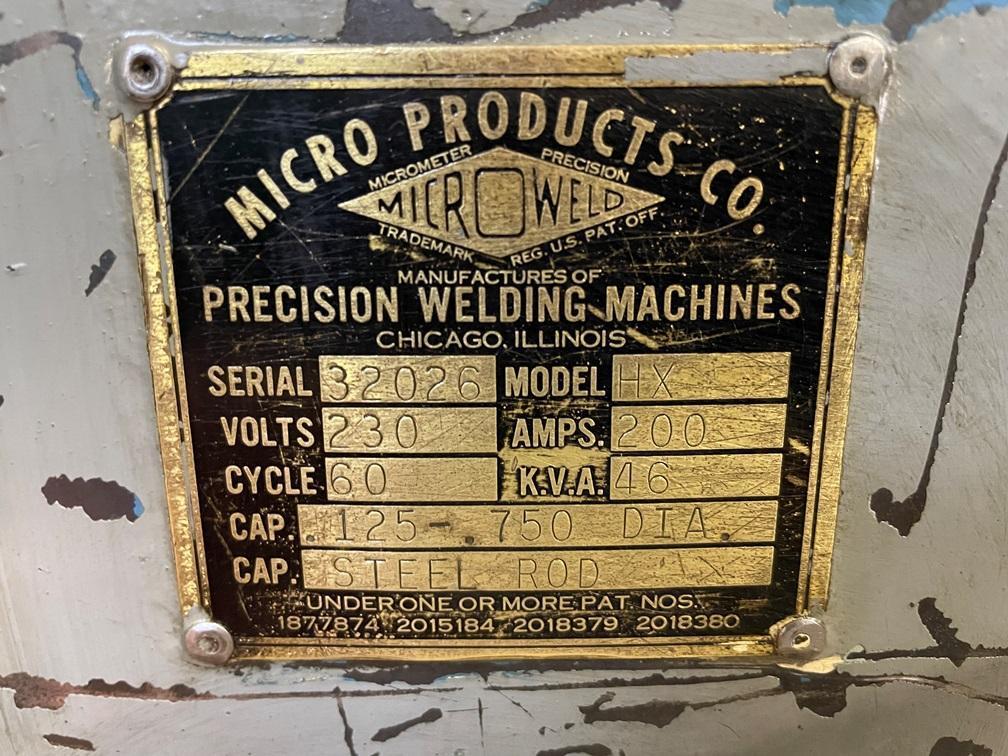 MICRO PRODUCTS CO.
MICROMETER PRECISION
MICROWELD
TRADEMARK REG. U.S. PAT. OFF.
MANUFACTURES OF
PRECISION WELDING MACHINES
CHICAGO, ILLINOIS
SERIAL 32026 MODEL HX
VOLTS 230 AMPS. 200
CYCLE 60 K.V.A. 46
CAP. .125-.750 DIA.
CAP. STEEL ROD
UNDER ONE OR MORE PAT. NOS.
1877874 2015184 2018379 2018380